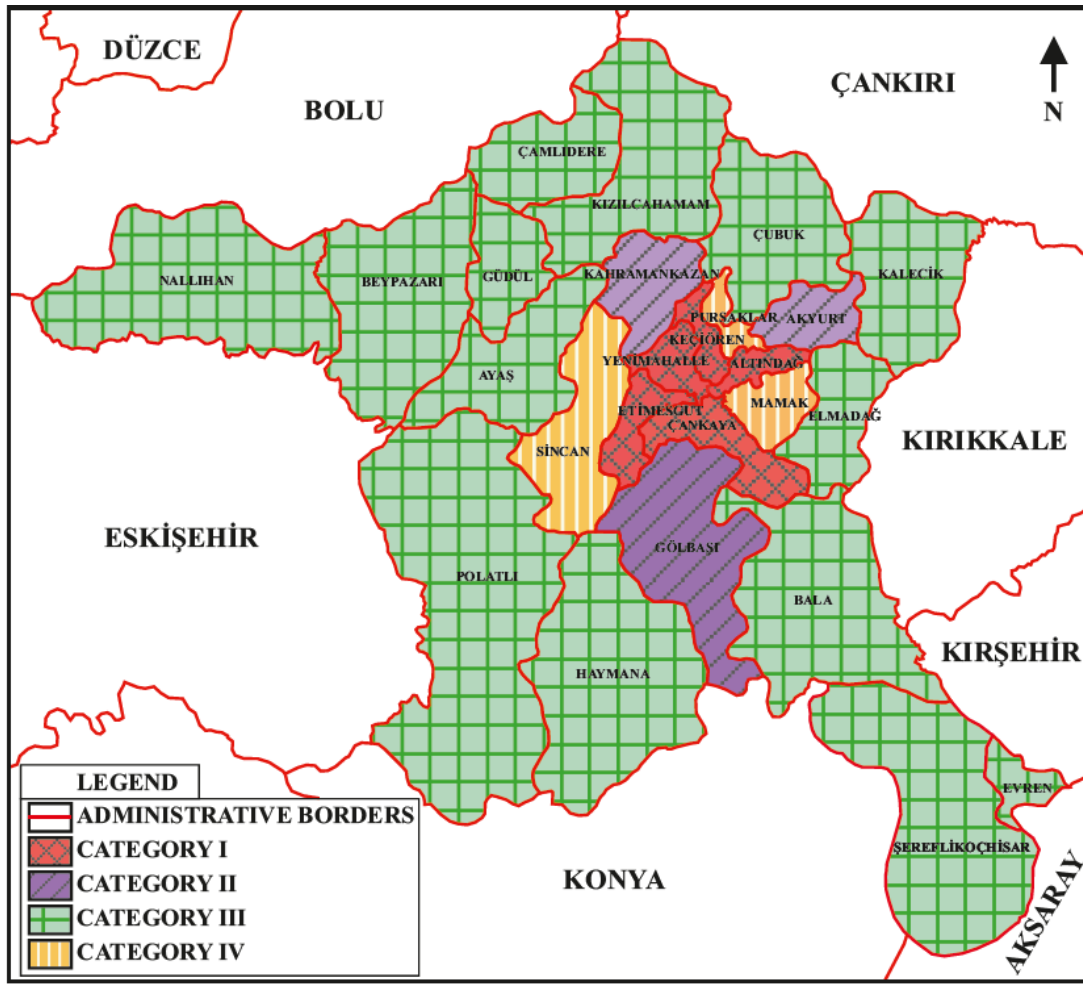 DÜZCE
BOLU
ÇANKIRI
N
ÇAMLIDERE
KIZILCAHAMAM
ÇUBUK
NALLIHAN
BEYPAZARI
GÜDÜL
KAHRAMANKAZAN
KALECİK
PURSAKLAR
AKYURT
KEÇİÖREN
YENİMAHALLE
ALTINDAĞ
AYAŞ
MAMAK
ETİMESGUT
ÇANKAYA
ELMADAĞ
KIRIKKALE
SİNCAN
ESKİŞEHİR
GÖLBAŞI
POLATLI
BALA
KIRŞEHİR
HAYMANA
EVREN
ŞEREFLİKOÇHİSAR
KONYA
AKSARAY
LEGEND
ADMINISTRATIVE BORDERS
CATEGORY I
CATEGORY II
CATEGORY III
CATEGORY IV